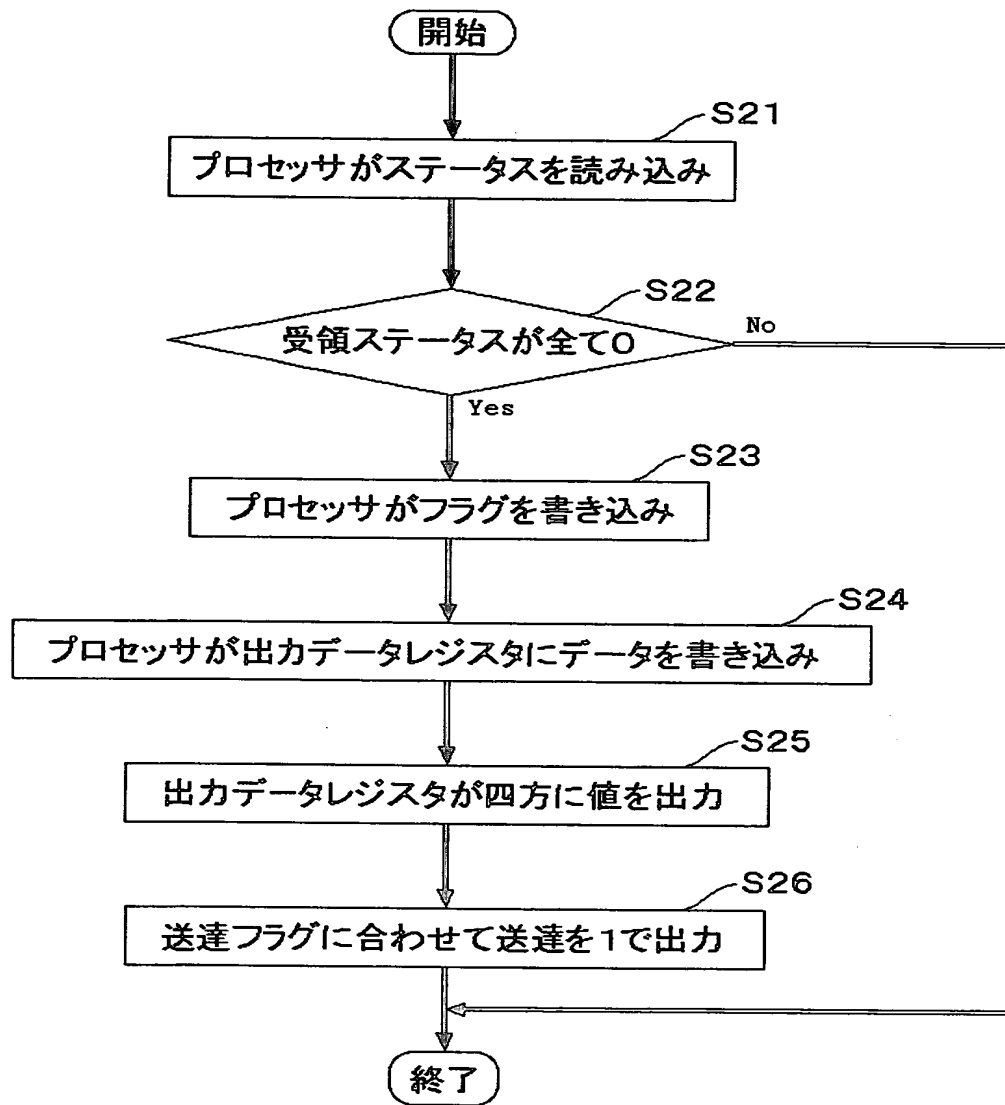 開始
S21
プロセッサがステータスを読み込み
S22
受領ステータスが全て0
No
Yes
S23
プロセッサがフラグを書き込み
S24
プロセッサが出力データレジスタにデータを書き込み
S25
出力データレジスタが四方に値を出力
S26
送達フラグに合わせて送達を1で出力
終了